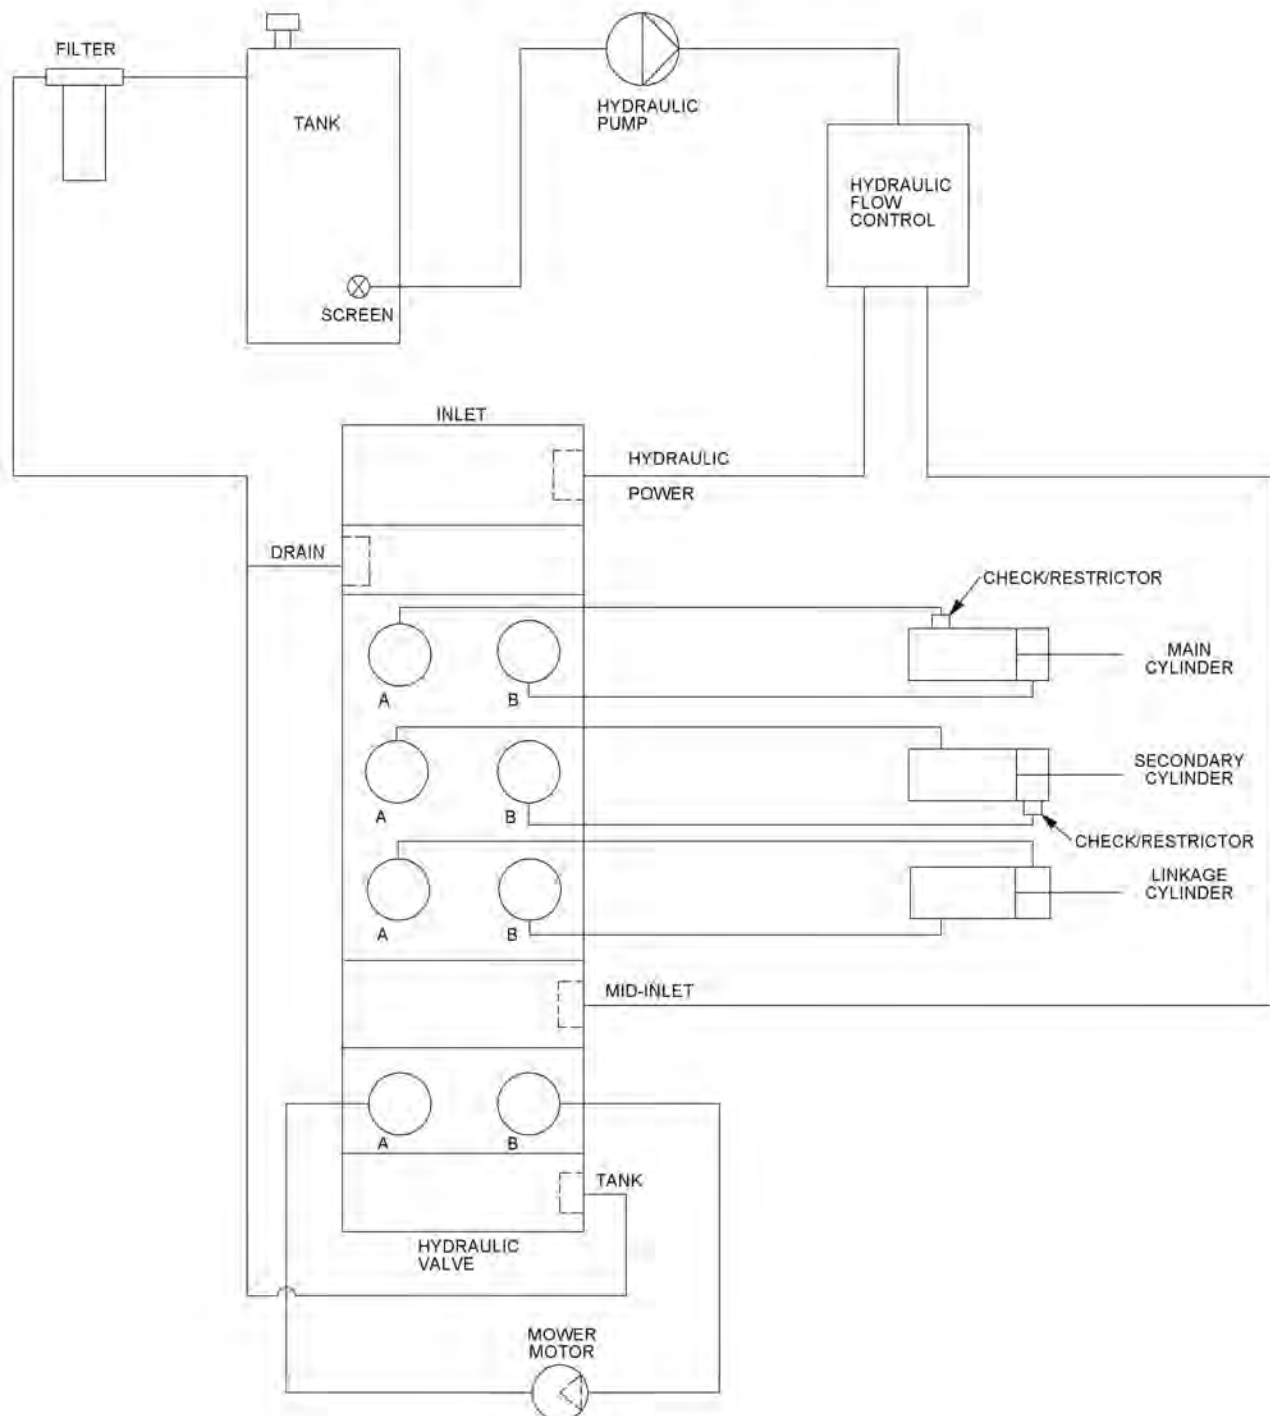 FILTER
TANK
HYDRAULIC
PUMP
HYDRAULIC
FLOW
CONTROL
SCREEN
INLET
HYDRAULIC
POWER
DRAIN
CHECK/RESTRICTOR
MAIN
CYLINDER
A
B
SECONDARY
CYLINDER
A
B
CHECK/RESTRICTOR
LINKAGE
CYLINDER
A
B
MID-INLET
A
B
TANK
HYDRAULIC
VALVE
MOWER
MOTOR